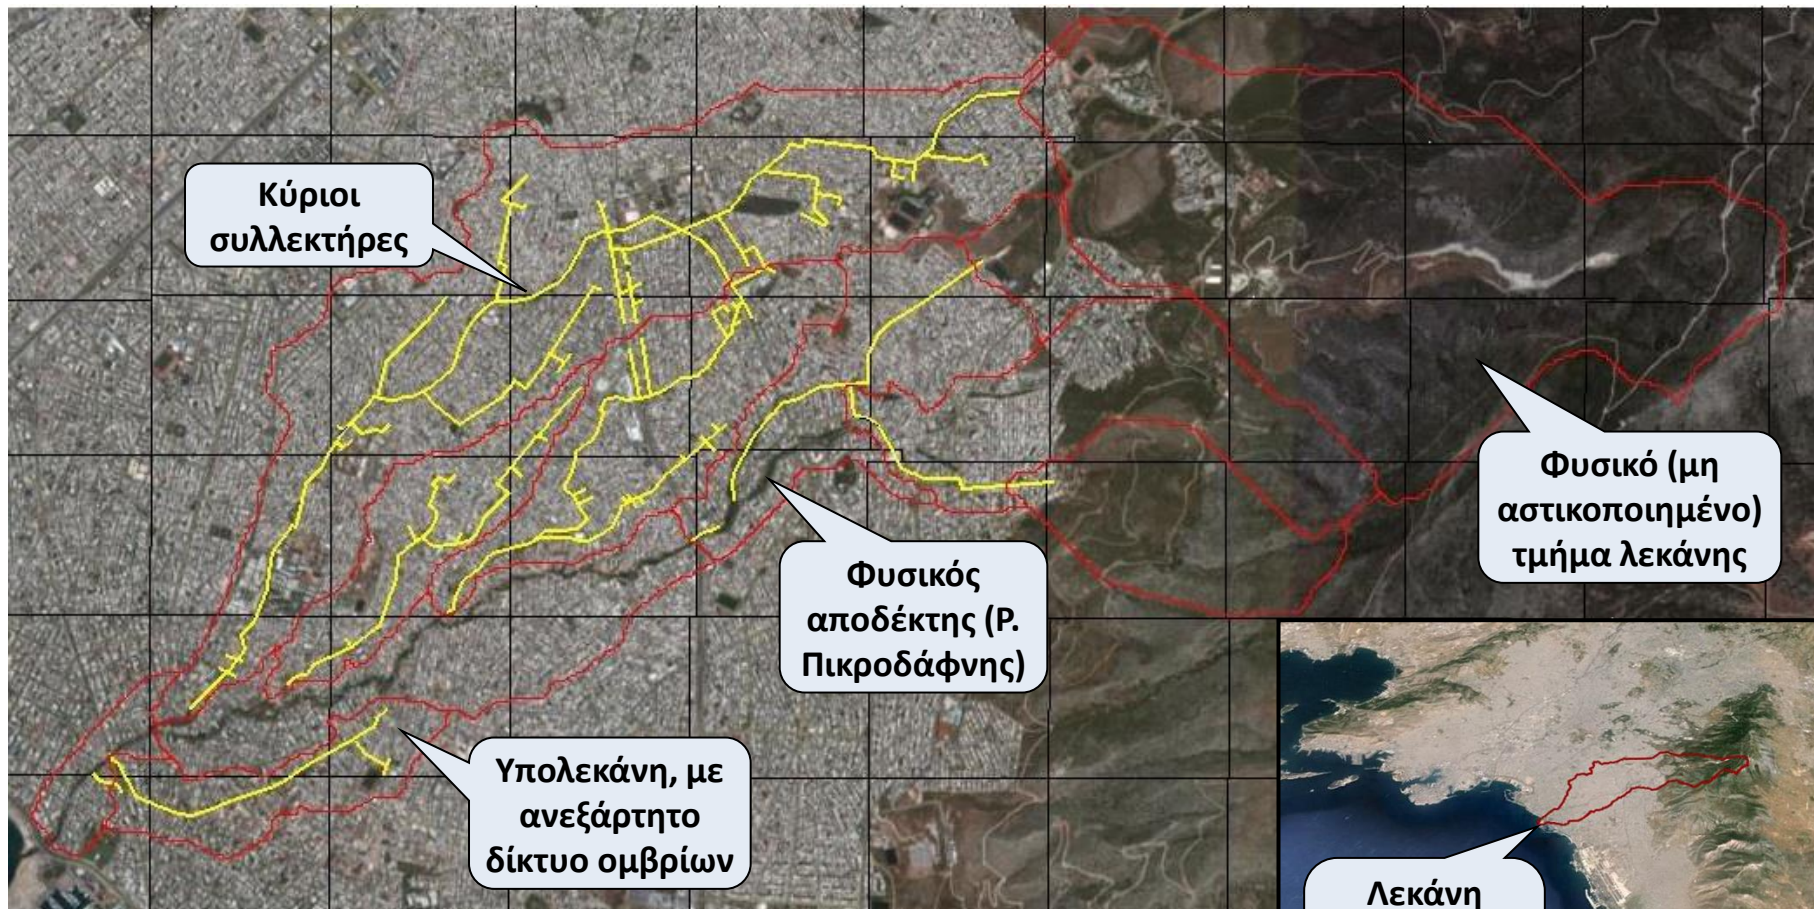 Κύριοι
συλλεκτήρες
Φυσικό (μη
αστικοποιημένο)
τμήμα λεκάνης
Φυσικός
αποδέκτης (Ρ.
Πικροδάφνης)
Υπολεκάνη, με
ανεξάρτητο
δίκτυο ομβρίων
Λεκάνη